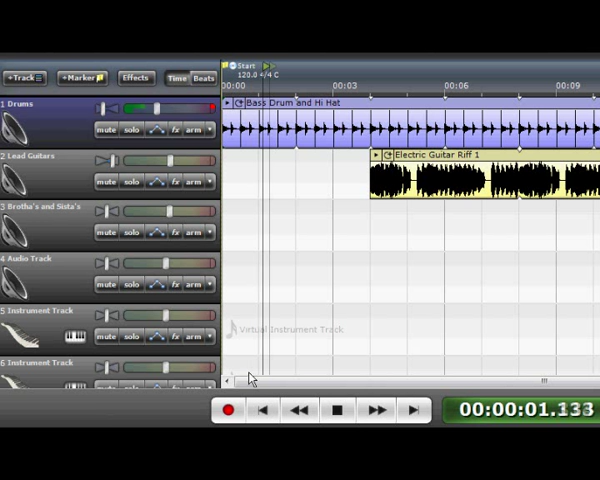 +Track +Marker Effects Time Beats
Start
120.0 4/4 C
00:00 00:03 00:06 00:09
1 Drums
mute solo fx arm
Bass Drum and Hi Hat
2 Lead Guitars
mute solo fx arm
Electric Guitar Riff 1
3 Brotha's and Sista's
mute solo fx arm
4 Audio Track
mute solo fx arm
5 Instrument Track
mute solo fx arm
Virtual Instrument Track
6 Instrument Track
mute solo fx arm
00:00:01.133